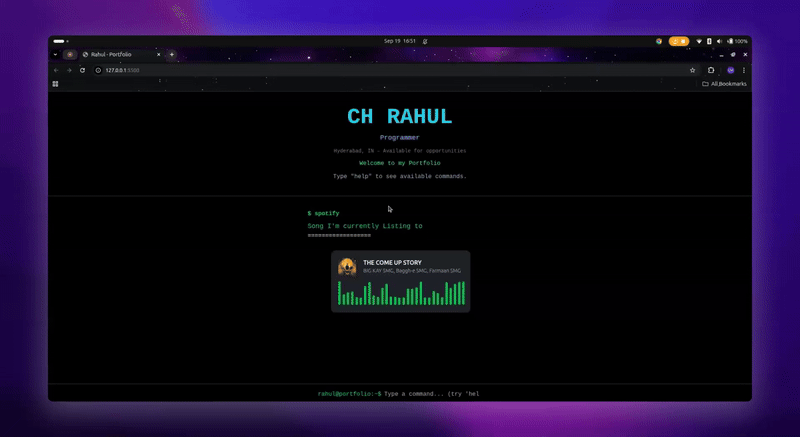 Sep 19 16:51
100%
Rahul - Portfolio
127.0.0.1:5500
All Bookmarks
CH RAHUL
Programmer
Hyderabad, IN - Available for opportunities
Welcome to my Portfolio
Type "help" to see available commands.
$ spotify
Song I'm currently Listing to
==================
THE COME UP STORY
BIG KAY SMG, Baggh-e SMG, Farmaan SMG
rahul@portfolio:~$ Type a command... (try 'hel